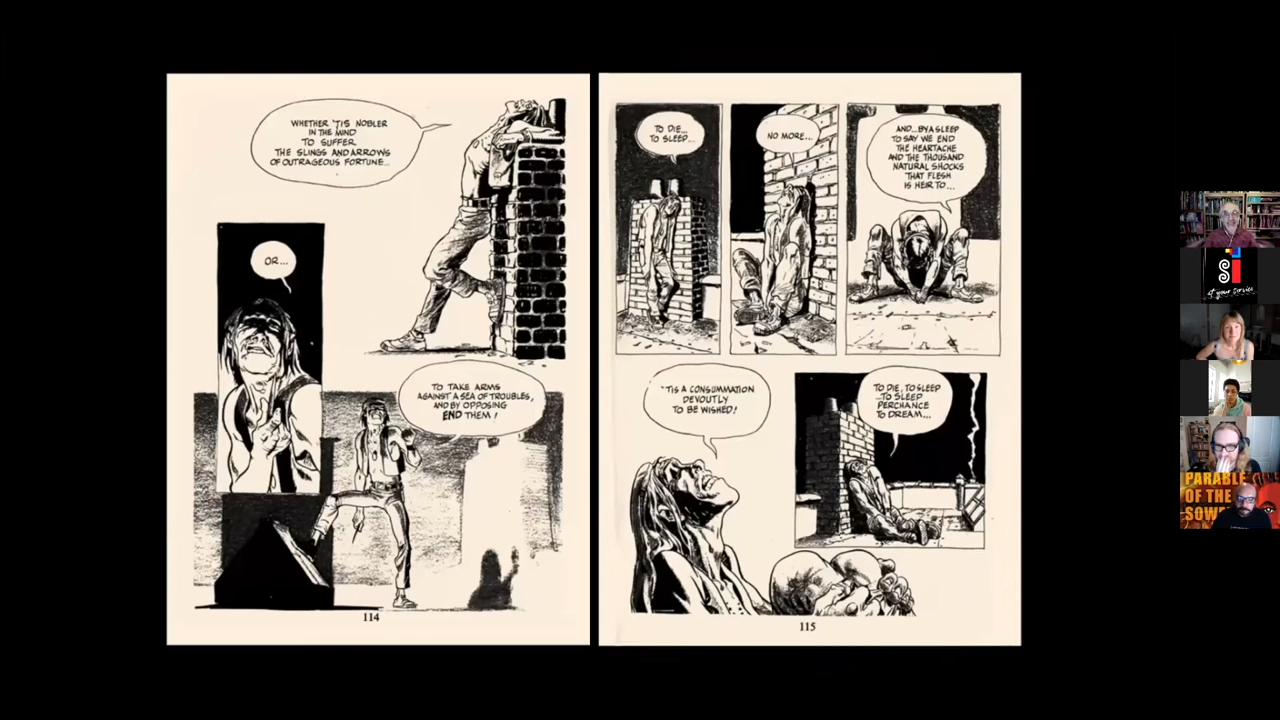 WHETHER 'TIS NOBLER
IN THE MIND
TO SUFFER
THE SLINGS AND ARROWS
OF OUTRAGEOUS FORTUNE...
OR...
TO TAKE ARMS
AGAINST A SEA OF TROUBLES,
AND BY OPPOSING
END THEM!
114
TO DIE...
TO SLEEP...
NO MORE...
AND...BY A SLEEP
TO SAY WE END
THE HEARTACHE
AND THE THOUSAND
NATURAL SHOCKS
THAT FLESH
IS HEIR TO...
'TIS A CONSUMMATION
DEVOUTLY
TO BE WISHED!
TO DIE, TO SLEEP
...TO SLEEP
PERCHANCE
TO DREAM...
115
at your service
PARABLE
OF THE
SOW